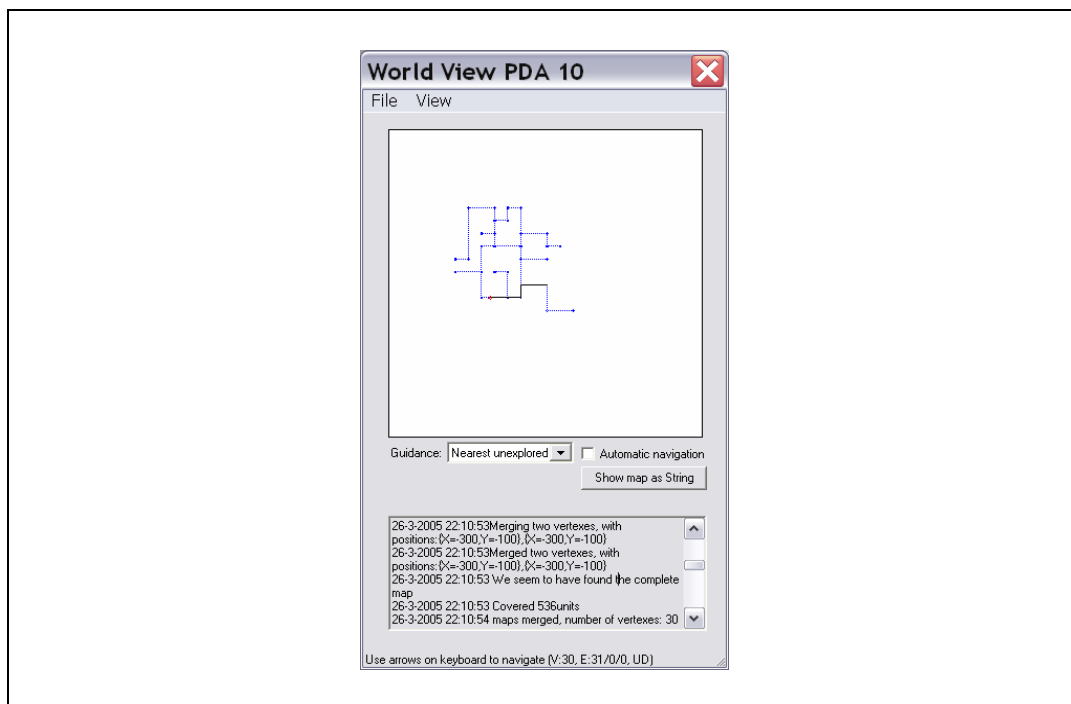 World View PDA 10
File View
Guidance: Nearest unexplored Automatic navigation
Show map as String
26-3-2005 22:10:53Merging two vertexes, with
positions:{X=-300,Y=-100},{X=-300,Y=-100}
26-3-2005 22:10:53Merged two vertexes, with
positions:{X=-300,Y=-100},{X=-300,Y=-100}
26-3-2005 22:10:53 We seem to have found the complete
map
26-3-2005 22:10:53 Covered 536units
26-3-2005 22:10:54 maps merged, number of vertexes: 30
Use arrows on keyboard to navigate (V:30, E:31/0/0, UD)